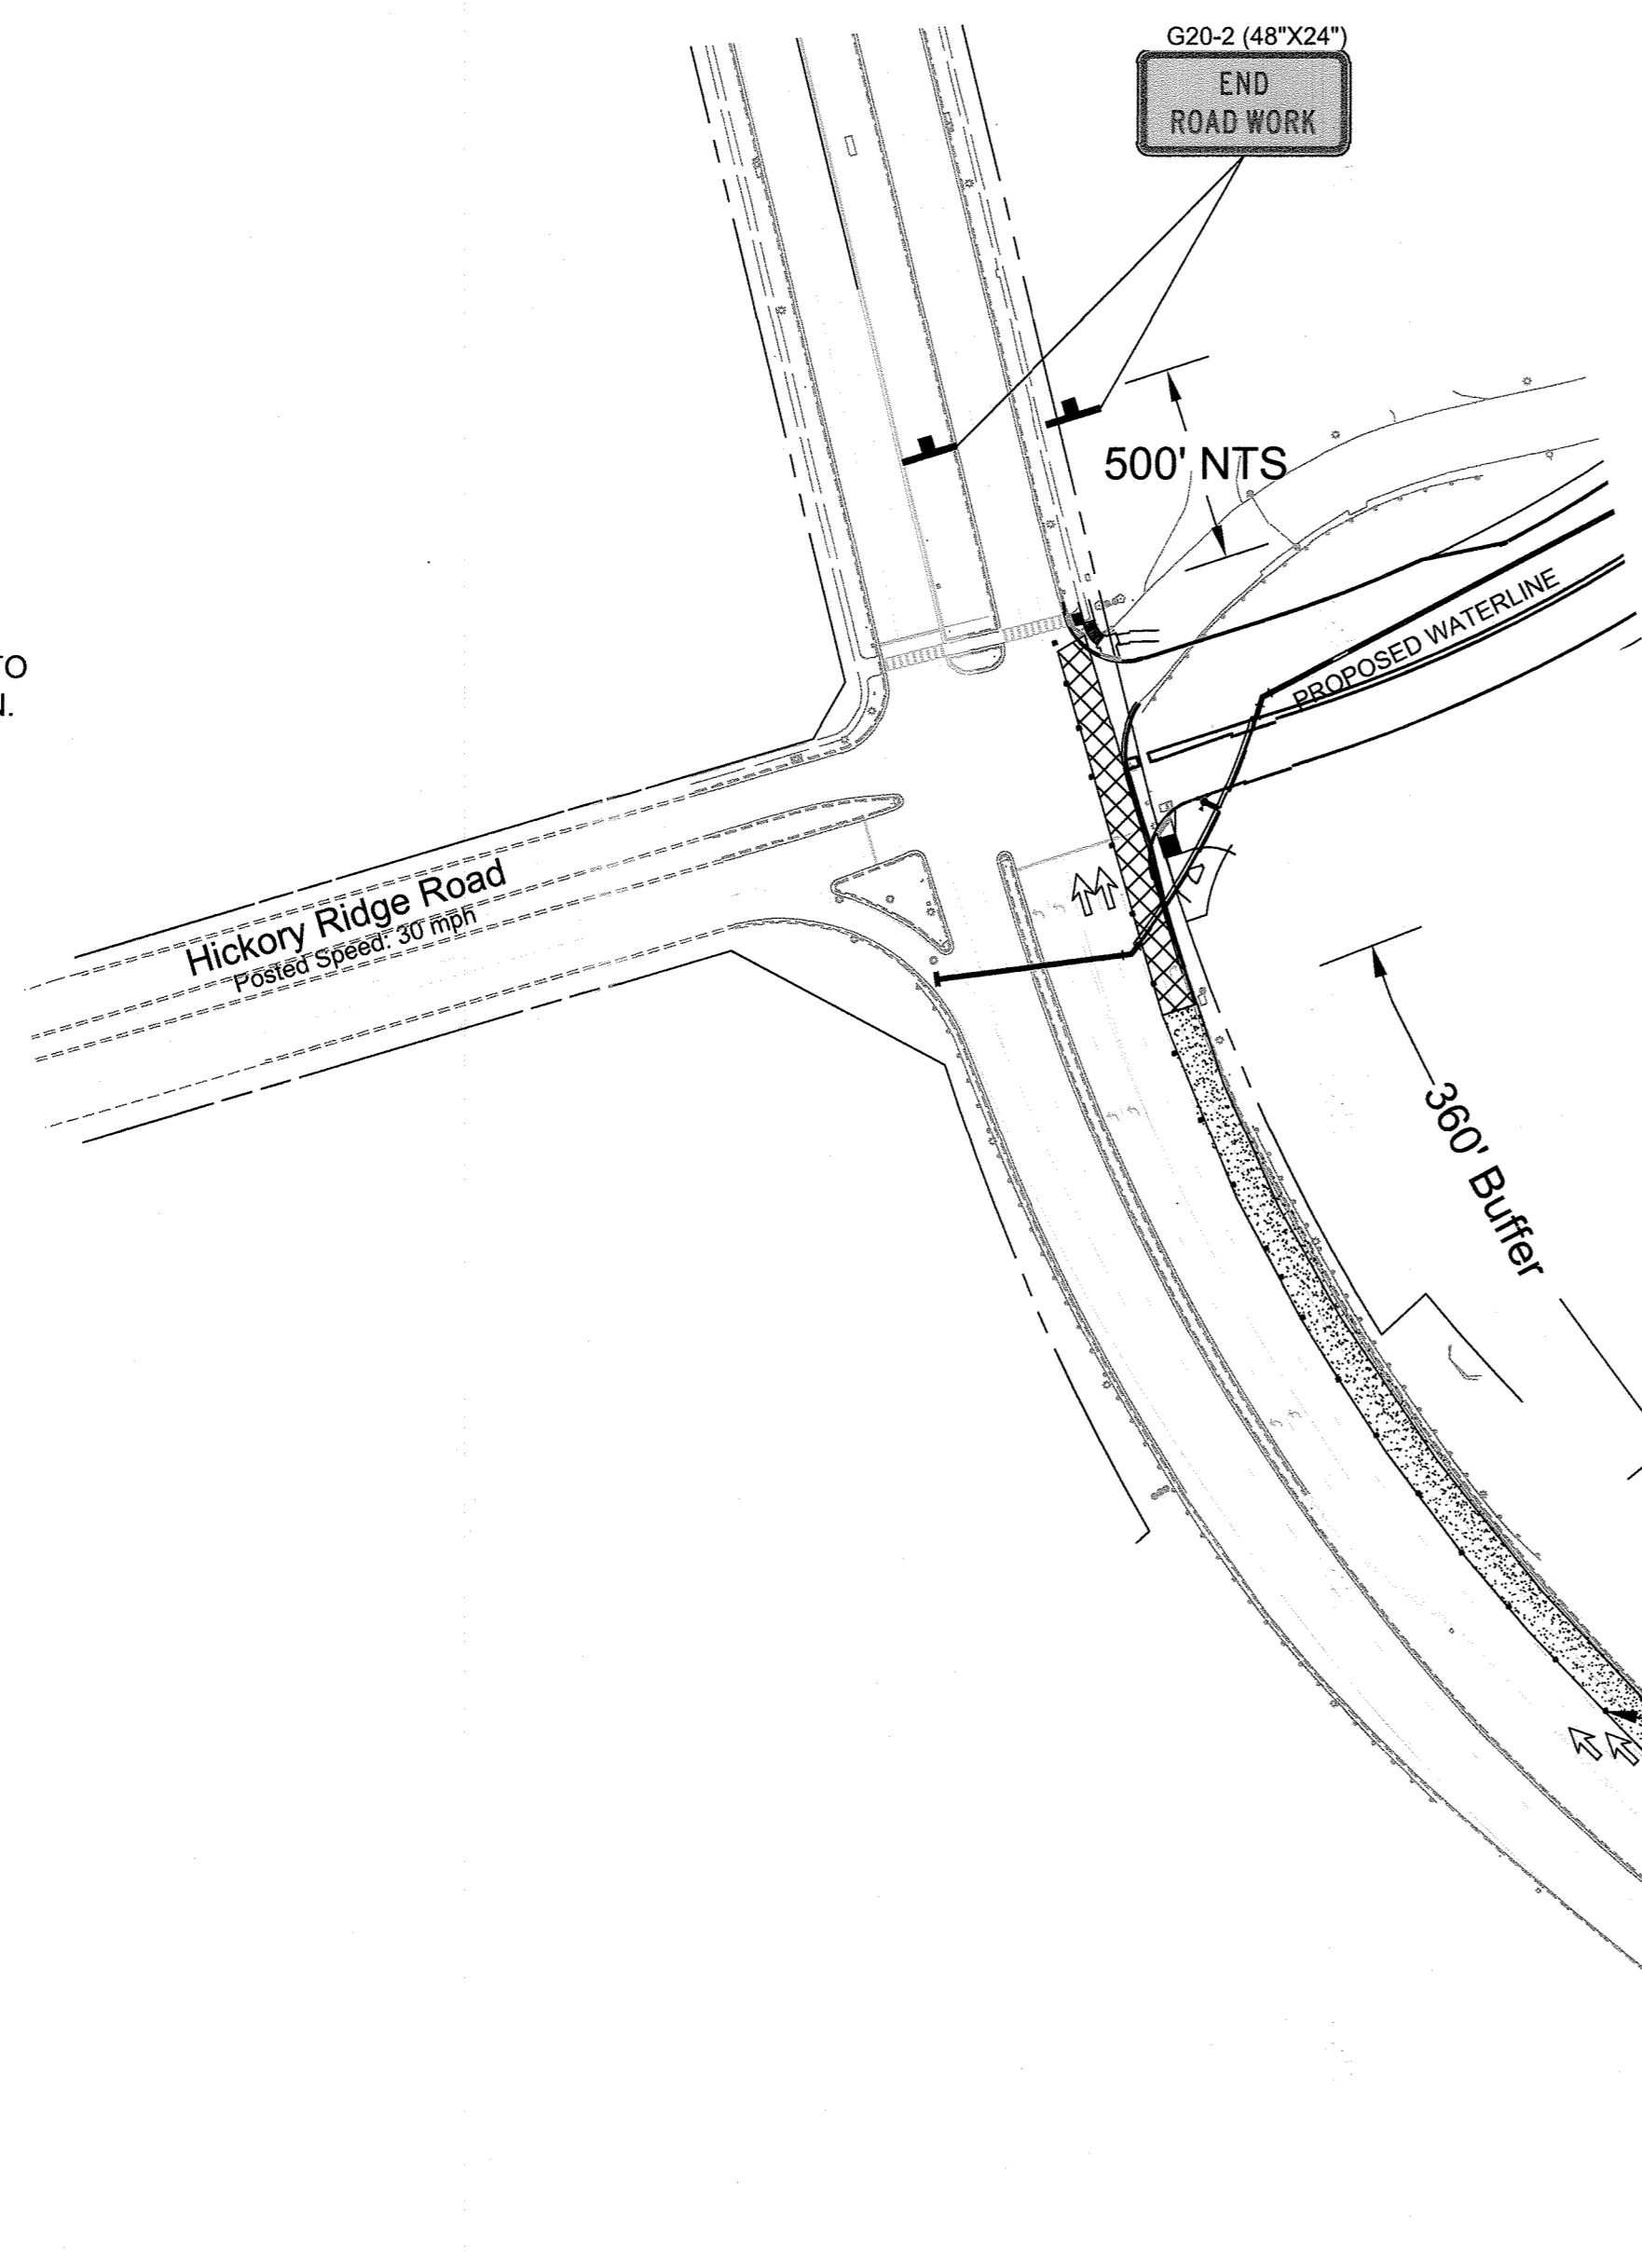 G20-2 (48"X24")
END
ROAD WORK
500' NTS
PROPOSED WATERLINE
TO
N.
Hickory Ridge Road
Posted Speed: 30 mph
360' Buffer